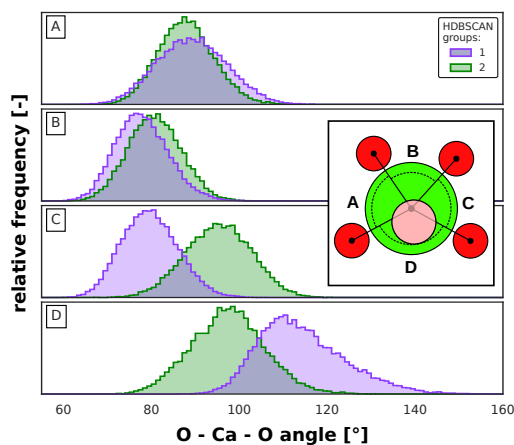 A
HDBSCAN
groups:
1
2
B
C
D
B
A
C
D
relative frequency [-]
60 80 100 120 140 160
O - Ca - O angle [°]